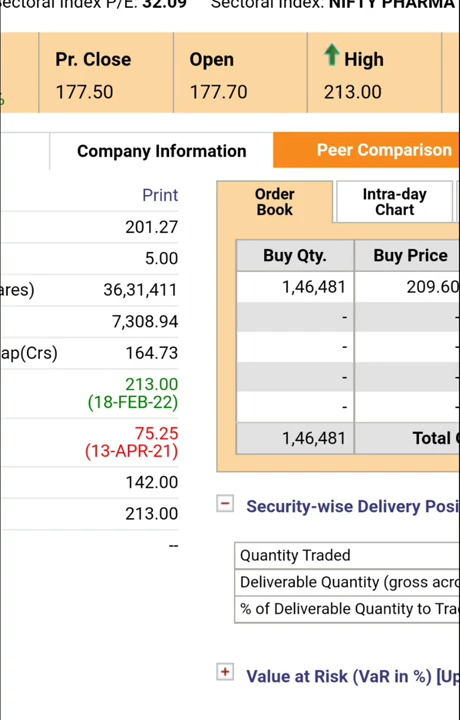 Sectoral Index P/E: 32.09 Sectoral Index: NIFTY PHARMA
% Pr. Close Open High
177.50 177.70 213.00
Company Information Peer Comparison
Print
201.27
5.00
ares) 36,31,411
7,308.94
ap(Crs) 164.73
213.00
(18-FEB-22)
75.25
(13-APR-21)
142.00
213.00
--
Order Book Intra-day Chart
Buy Qty. Buy Price
1,46,481 209.60
-
-
-
-
1,46,481 Total
- Security-wise Delivery Posi
Quantity Traded
Deliverable Quantity (gross acro
% of Deliverable Quantity to Tra
+ Value at Risk (VaR in %) [Up